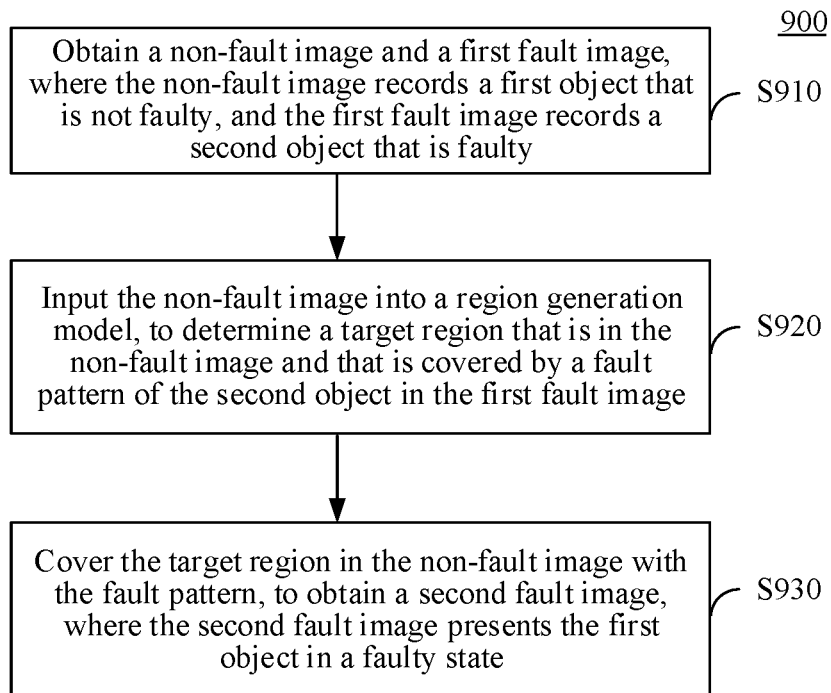 900
Obtain a non-fault image and a first fault image,
where the non-fault image records a first object that
is not faulty, and the first fault image records a
second object that is faulty
S910
Input the non-fault image into a region generation
model, to determine a target region that is in the
non-fault image and that is covered by a fault
pattern of the second object in the first fault image
S920
Cover the target region in the non-fault image with
the fault pattern, to obtain a second fault image,
where the second fault image presents the first
object in a faulty state
S930